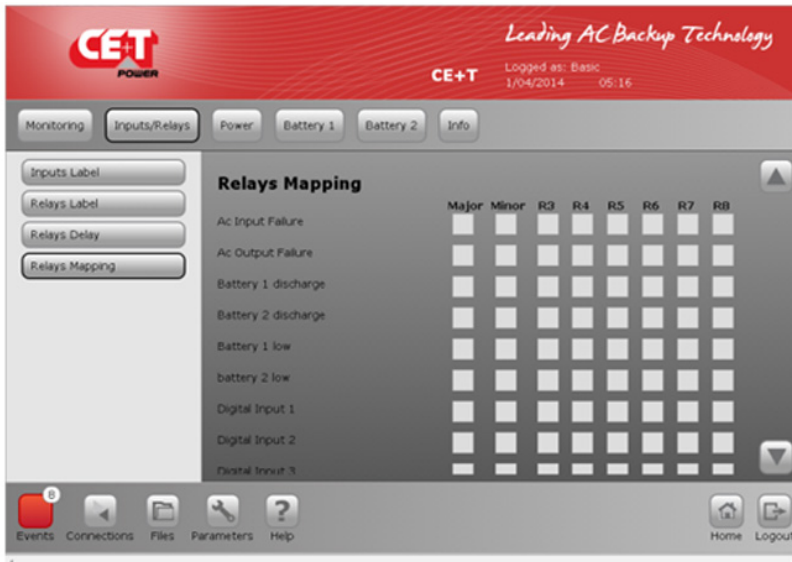 CE+T
POWER
Leading AC Backup Technology
CE+T
Logged as: Basic
1/04/2014 05:16
Monitoring Inputs/Relays Power Battery 1 Battery 2 Info
Inputs Label
Relays Label
Relays Delay
Relays Mapping
Relays Mapping
Major Minor R3 R4 R5 R6 R7 R8
Ac Input Failure
Ac Output Failure
Battery 1 discharge
Battery 2 discharge
Battery 1 low
battery 2 low
Digital Input 1
Digital Input 2
Digital Input 3
8
?
Events Connections Files Parameters Help Home Logout